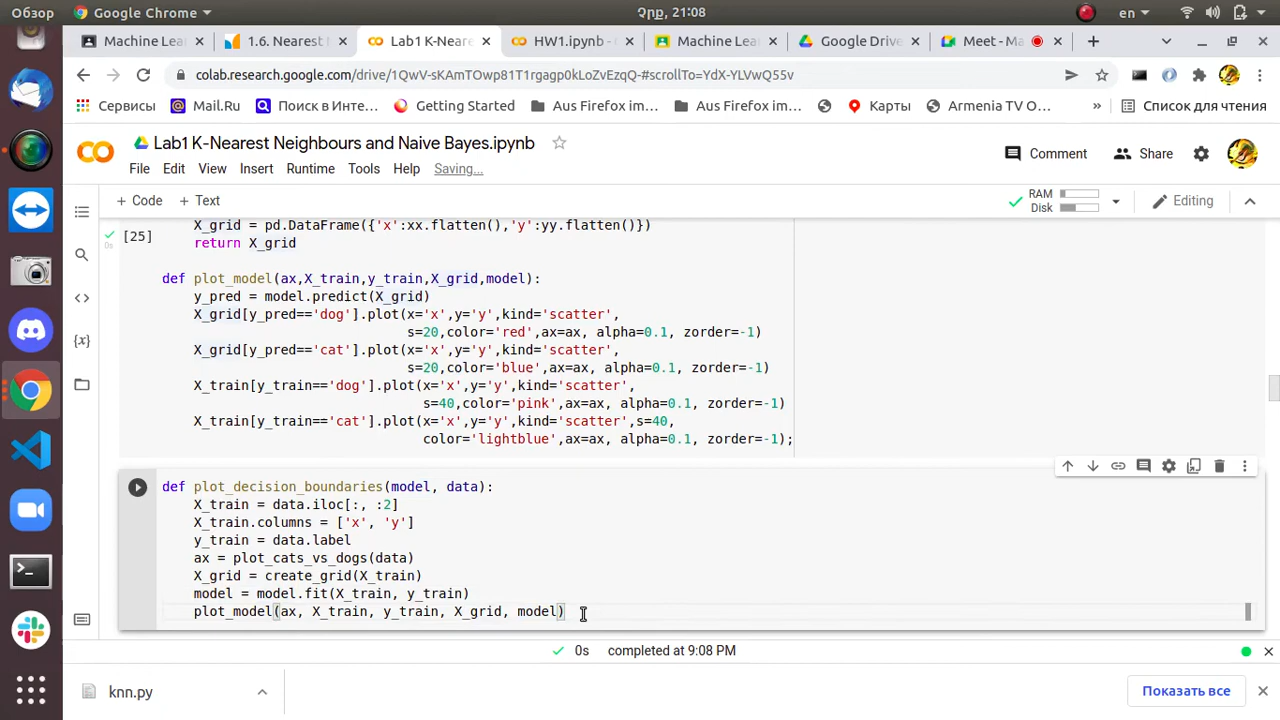 Обзор
Google Chrome
Չրք, 21:08
en
Machine Lea
1.6. Nearest N
Lab1 K-Neare
HW1.ipynb - C
Machine Lea
Google Drive
Meet - Ma
colab.research.google.com/drive/1QwV-sKAmTOwp81T1rgagp0kLoZvEzqQ-#scrollTo=YdX-YLVwQ55v
Сервисы
Mail.Ru
Поиск в Инте...
Getting Started
Aus Firefox im...
Aus Firefox im...
Карты
Armenia TV O...
»
Список для чтения
Lab1 K-Nearest Neighbours and Naive Bayes.ipynb
Comment
Share
File
Edit
View
Insert
Runtime
Tools
Help
Saving...
+ Code
+ Text
RAM
Disk
Editing
[25]
0s
X_grid = pd.DataFrame({'x':xx.flatten(),'y':yy.flatten()})
return X_grid
def plot_model(ax,X_train,y_train,X_grid,model):
y_pred = model.predict(X_grid)
X_grid[y_pred=='dog'].plot(x='x',y='y',kind='scatter',
s=20,color='red',ax=ax, alpha=0.1, zorder=-1)
X_grid[y_pred=='cat'].plot(x='x',y='y',kind='scatter',
s=20,color='blue',ax=ax, alpha=0.1, zorder=-1)
X_train[y_train=='dog'].plot(x='x',y='y',kind='scatter',
s=40,color='pink',ax=ax, alpha=0.1, zorder=-1)
X_train[y_train=='cat'].plot(x='x',y='y',kind='scatter',s=40,
color='lightblue',ax=ax, alpha=0.1, zorder=-1);
def plot_decision_boundaries(model, data):
X_train = data.iloc[:, :2]
X_train.columns = ['x', 'y']
y_train = data.label
ax = plot_cats_vs_dogs(data)
X_grid = create_grid(X_train)
model = model.fit(X_train, y_train)
plot_model(ax, X_train, y_train, X_grid, model)
0s
completed at 9:08 PM
knn.py
Показать все